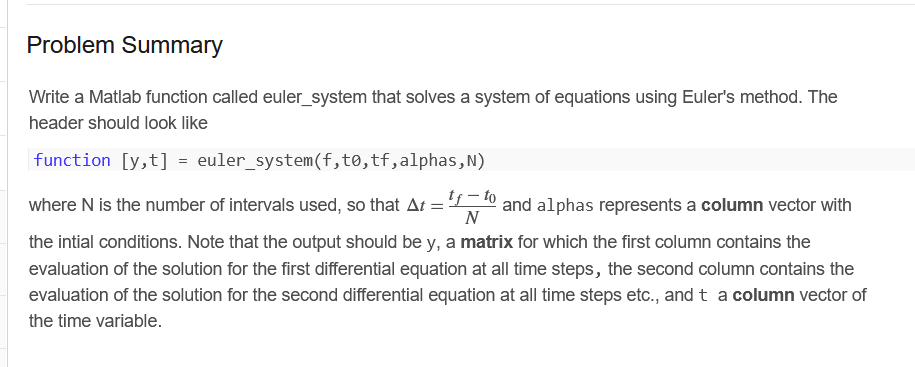 Problem Summary
Write a Matlab function called euler_system that solves a system of equations using Euler's method. The
header should look like
function [y,t] = euler_system(f,t0,tf,alphas,N)
where N is the number of intervals used, so that Δt = (t_f − t_0)/N and alphas represents a column vector with
the intial conditions. Note that the output should be y, a matrix for which the first column contains the
evaluation of the solution for the first differential equation at all time steps, the second column contains the
evaluation of the solution for the second differential equation at all time steps etc., and t a column vector of
the time variable.